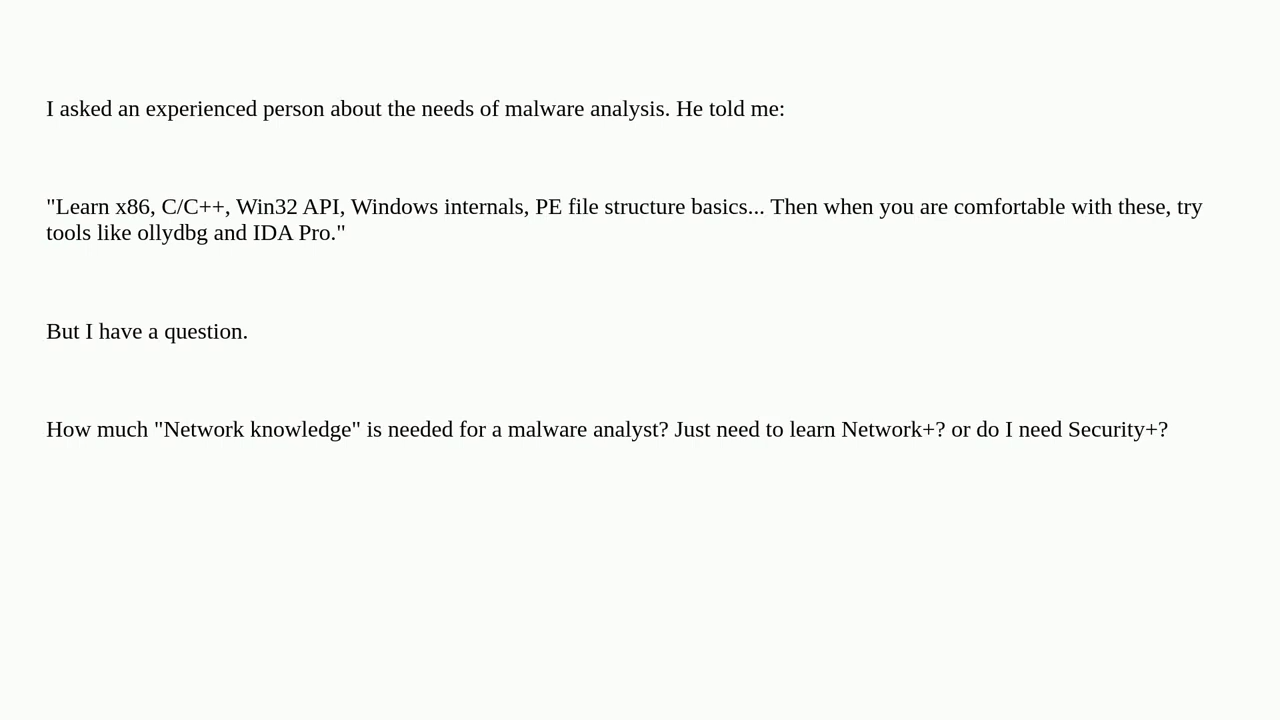 I asked an experienced person about the needs of malware analysis. He told me:
"Learn x86, C/C++, Win32 API, Windows internals, PE file structure basics... Then when you are comfortable with these, try
tools like ollydbg and IDA Pro."
But I have a question.
How much "Network knowledge" is needed for a malware analyst? Just need to learn Network+? or do I need Security+?